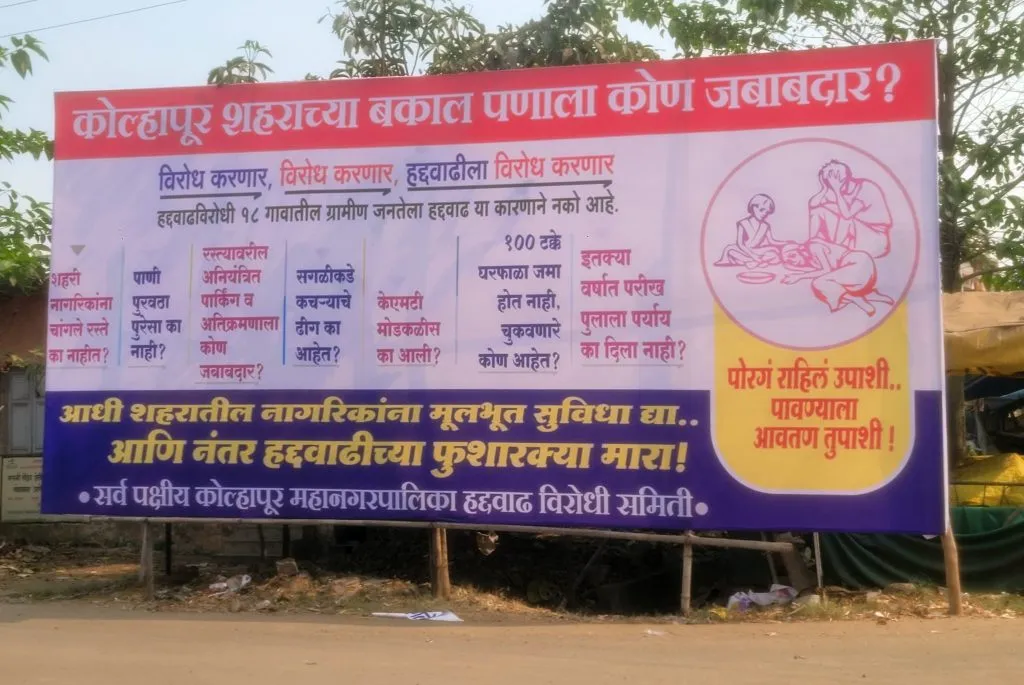 कोल्हापूर शहराच्या बकाल पणाला कोण जबाबदार?
विरोध करणार, विरोध करणार, हद्दवाढीला विरोध करणार
हद्दवाढविरोधी १८ गावातील ग्रामीण जनतेला हद्दवाढ या कारणाने नको आहे.
शहरी
नागरिकांना
चांगले रस्ते
का नाहीत?
पाणी
पुरवठा
पुरेसा का
नाही?
रस्त्यावरील
अनियंत्रित
पार्किंग व
अतिक्रमणाला
कोण
जवाबदार?
सगळीकडे
कचऱ्याचे
ढीग का
आहेत?
केएमटी
मोडकळीस
का आली?
१०० टक्के
घरफाळा जमा
होत नाही,
चुकवणारे
कोण आहेत?
इतक्या
वर्षात परीख
पुलाला पर्याय
का दिला नाही?
पोरगं राहिलं उपाशी..
पावण्याला
आवतण तुपाशी !
आधी शहरातील नागरिकांना मूलभूत सुविधा द्या..
आणि नंतर हद्दवाढीच्या फुशारक्या मारा!
•सर्व पक्षीय कोल्हापूर महानगरपालिका हद्दवाढ विरोधी समिती•